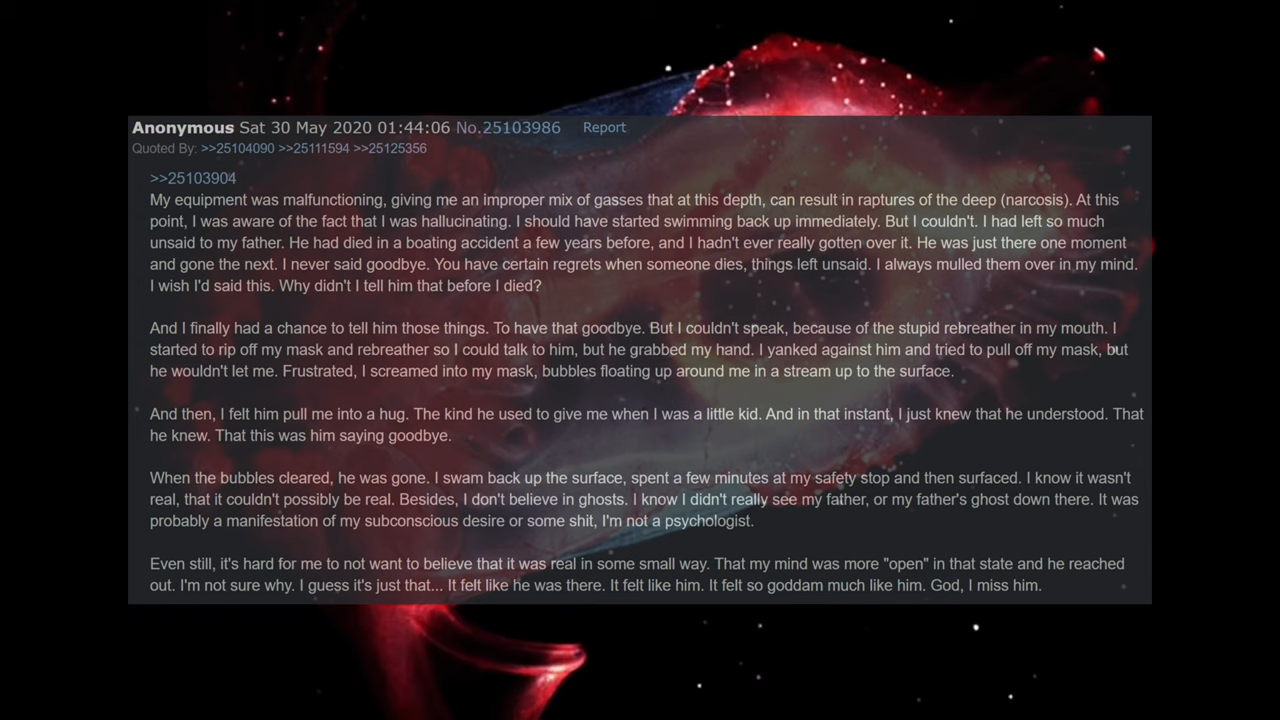 Anonymous Sat 30 May 2020 01:44:06 No.25103986 Report
Quoted By: >>25104090 >>25111594 >>25125356
>>25103904
My equipment was malfunctioning, giving me an improper mix of gasses that at this depth, can result in raptures of the deep (narcosis). At this
point, I was aware of the fact that I was hallucinating. I should have started swimming back up immediately. But I couldn't. I had left so much
unsaid to my father. He had died in a boating accident a few years before, and I hadn't ever really gotten over it. He was just there one moment
and gone the next. I never said goodbye. You have certain regrets when someone dies, things left unsaid. I always mulled them over in my mind.
I wish I'd said this. Why didn't I tell him that before I died?
And I finally had a chance to tell him those things. To have that goodbye. But I couldn't speak, because of the stupid rebreather in my mouth. I
started to rip off my mask and rebreather so I could talk to him, but he grabbed my hand. I yanked against him and tried to pull off my mask, but
he wouldn't let me. Frustrated, I screamed into my mask, bubbles floating up around me in a stream up to the surface.
And then, I felt him pull me into a hug. The kind he used to give me when I was a little kid. And in that instant, I just knew that he understood. That
he knew. That this was him saying goodbye.
When the bubbles cleared, he was gone. I swam back up the surface, spent a few minutes at my safety stop and then surfaced. I know it wasn't
real, that it couldn't possibly be real. Besides, I don't believe in ghosts. I know I didn't really see my father, or my father's ghost down there. It was
probably a manifestation of my subconscious desire or some shit, I'm not a psychologist.
Even still, it's hard for me to not want to believe that it was real in some small way. That my mind was more "open" in that state and he reached
out. I'm not sure why. I guess it's just that... It felt like he was there. It felt like him. It felt so goddam much like him. God, I miss him.